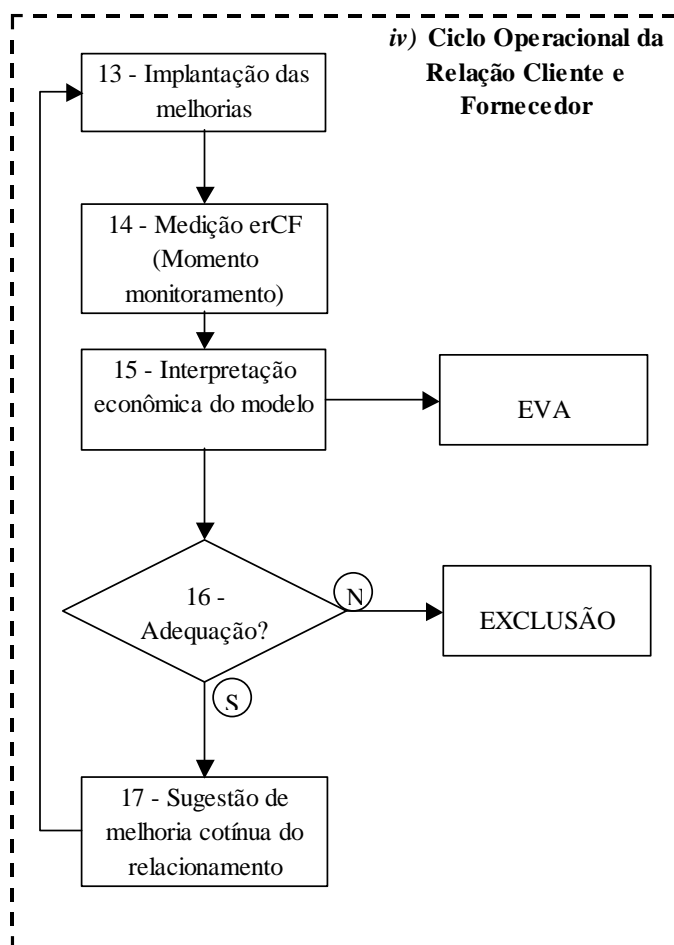 iv) Ciclo Operacional da
Relação Cliente e
Fornecedor
13 - Implantação das
melhorias
14 - Medição erCF
(Momento
monitoramento)
15 - Interpretação
econômica do modelo
EVA
16 -
Adequação?
N
EXCLUSÃO
S
17 - Sugestão de
melhoria cotínua do
relacionamento